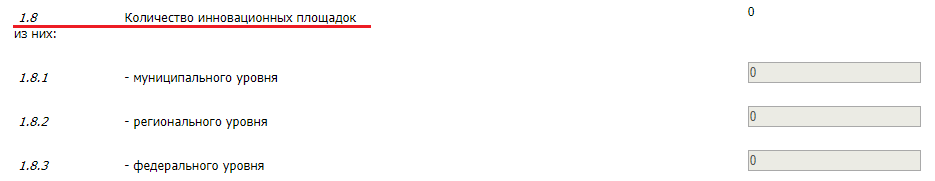 1.8 Количество инновационных площадок 0
из них:
1.8.1 - муниципального уровня 0
1.8.2 - регионального уровня 0
1.8.3 - федерального уровня 0